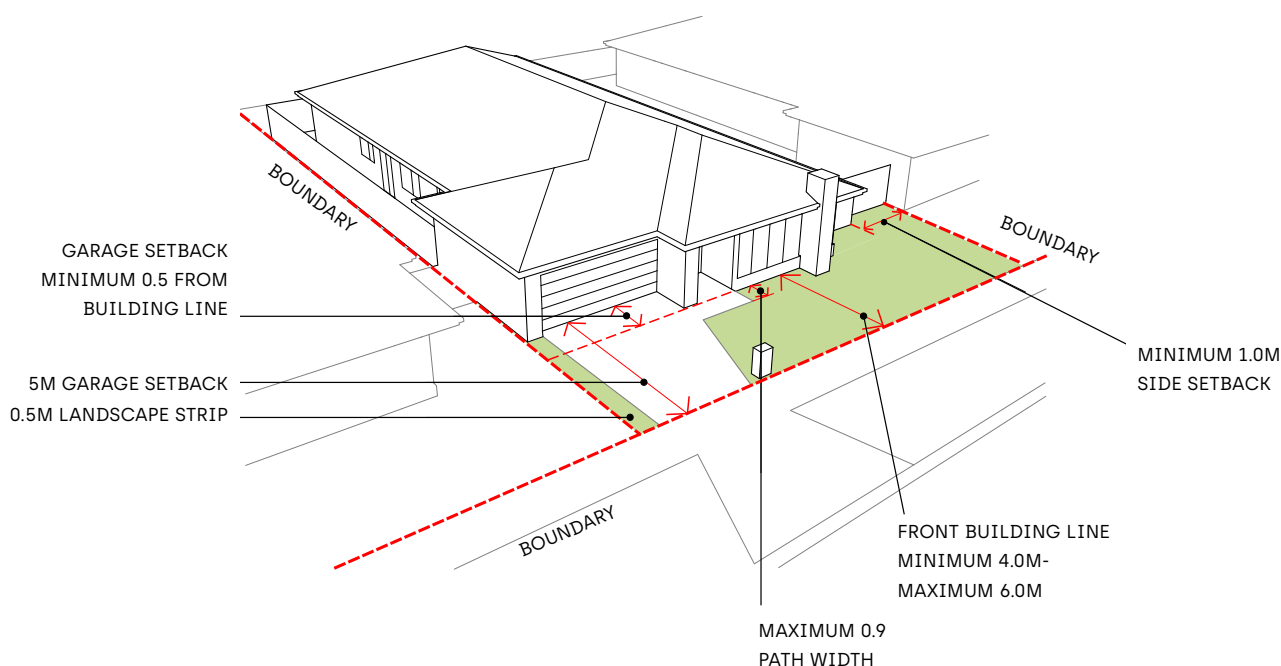 BOUNDARY
BOUNDARY
GARAGE SETBACK
MINIMUM 0.5 FROM
BUILDING LINE
5M GARAGE SETBACK
0.5M LANDSCAPE STRIP
MINIMUM 1.0M
SIDE SETBACK
BOUNDARY
FRONT BUILDING LINE
MINIMUM 4.0M-
MAXIMUM 6.0M
MAXIMUM 0.9
PATH WIDTH